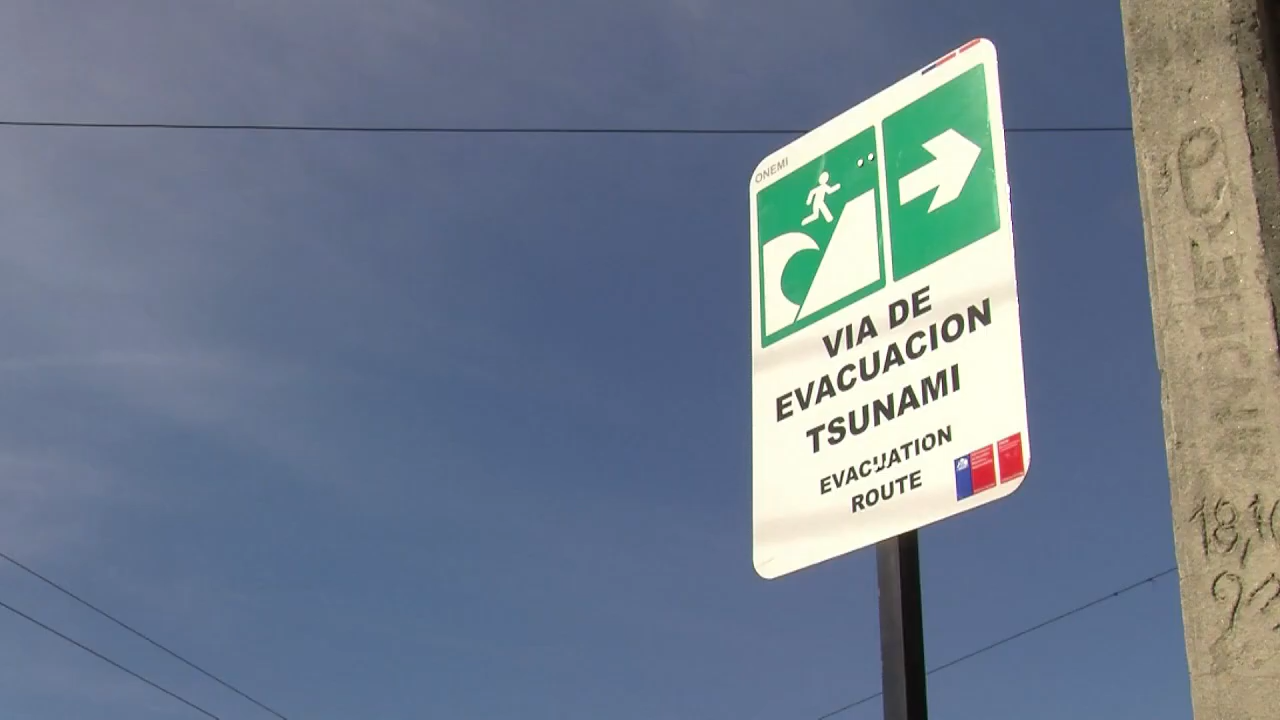 ONEMI
VIA DE
EVACUACION
TSUNAMI
EVACUATION
ROUTE